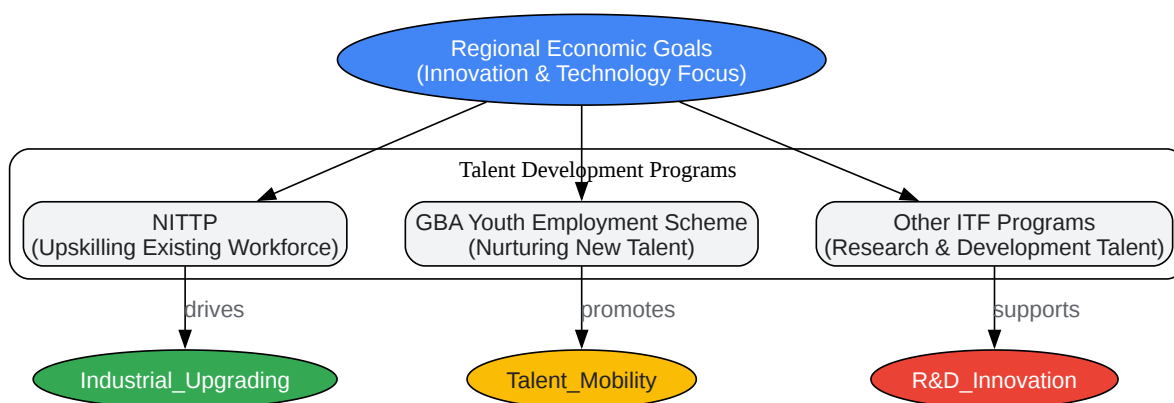 Regional Economic Goals
(Innovation & Technology Focus)
Talent Development Programs
NITTP
(Upskilling Existing Workforce)
GBA Youth Employment Scheme
(Nurturing New Talent)
Other ITF Programs
(Research & Development Talent)
drives
promotes
supports
Industrial_Upgrading
Talent_Mobility
R&D_Innovation